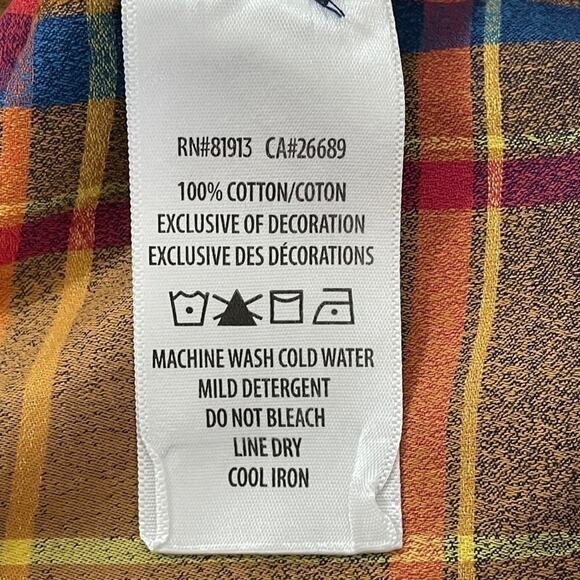 RN#81913 CA#26689
100% COTTON/COTON
EXCLUSIVE OF DECORATION
EXCLUSIVE DES DÉCORATIONS
MACHINE WASH COLD WATER
MILD DETERGENT
DO NOT BLEACH
LINE DRY
COOL IRON